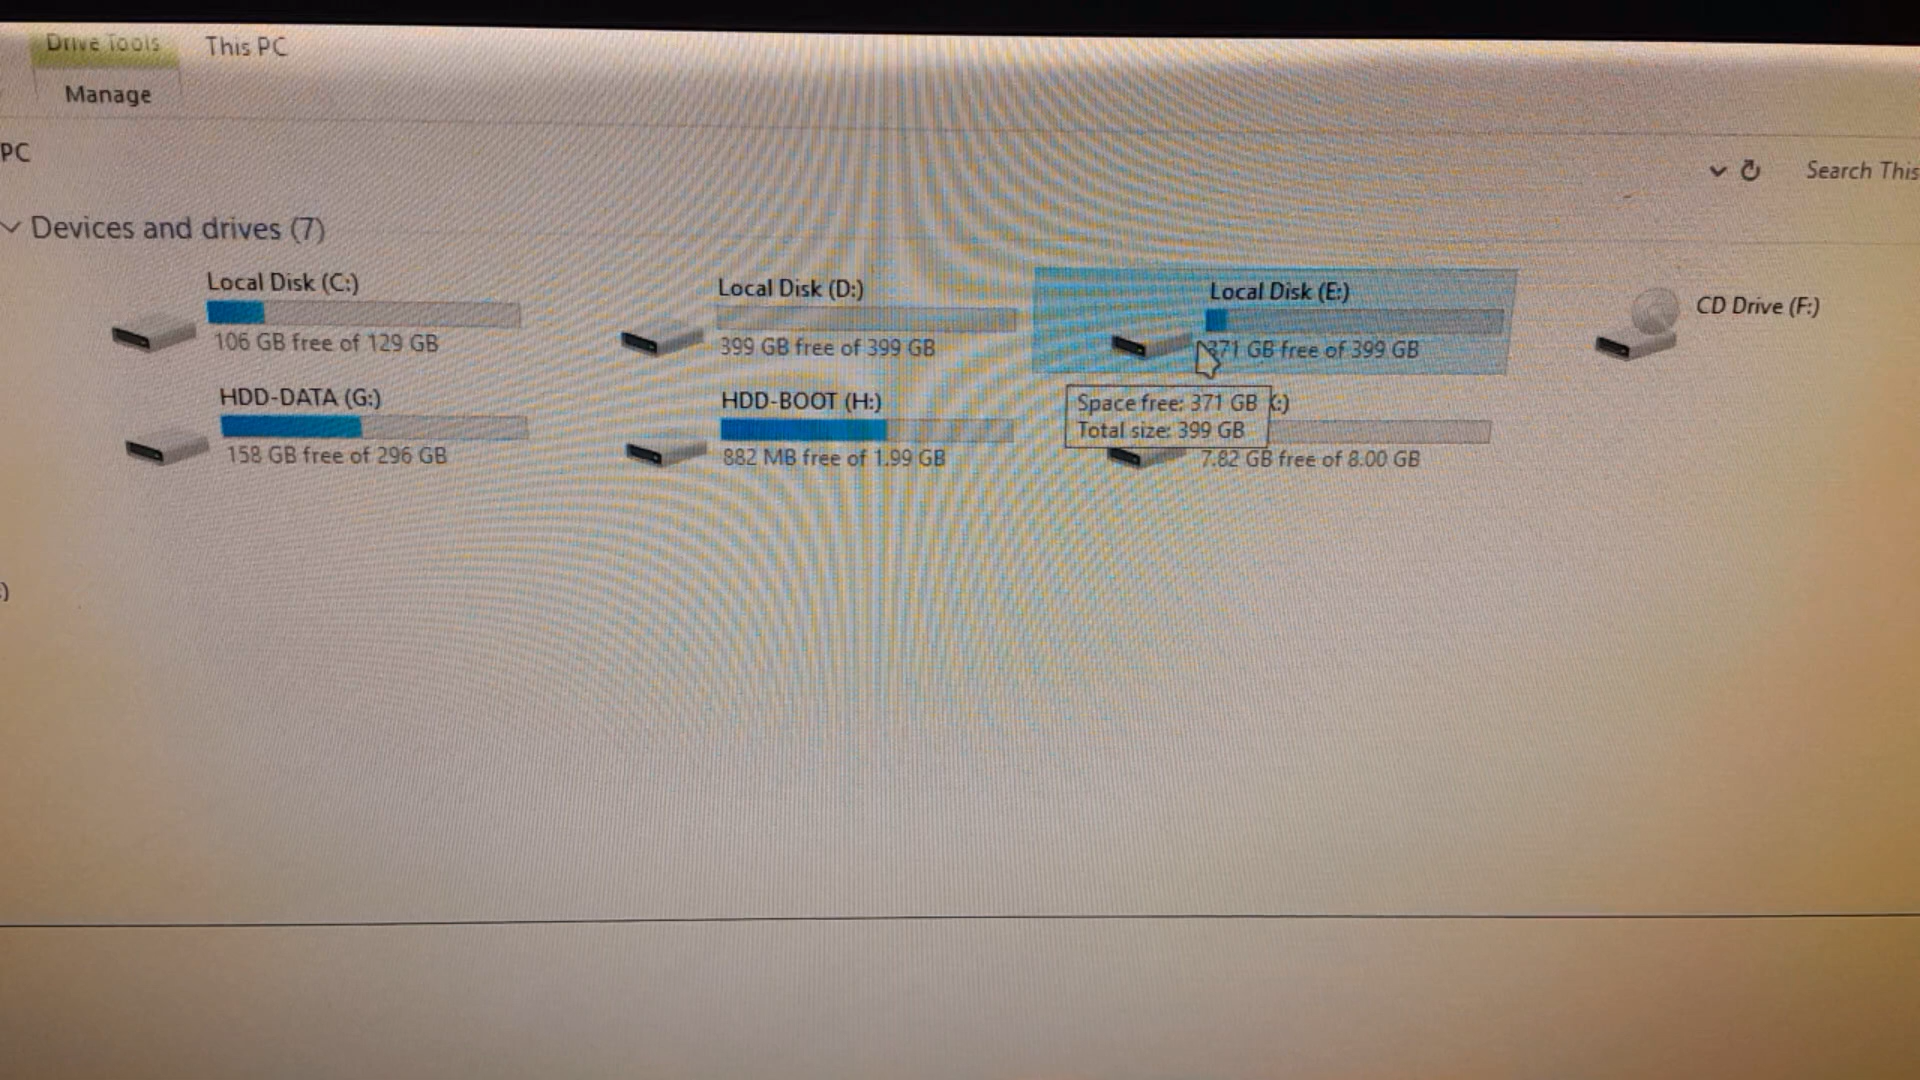 Drive Tools
This PC
Manage
PC
Search This
Devices and drives (7)
Local Disk (C:)
106 GB free of 129 GB
Local Disk (D:)
399 GB free of 399 GB
Local Disk (E:)
371 GB free of 399 GB
CD Drive (F:)
HDD-DATA (G:)
158 GB free of 296 GB
HDD-BOOT (H:)
882 MB free of 1.99 GB
:)
7.82 GB free of 8.00 GB
Space free: 371 GB
Total size: 399 GB